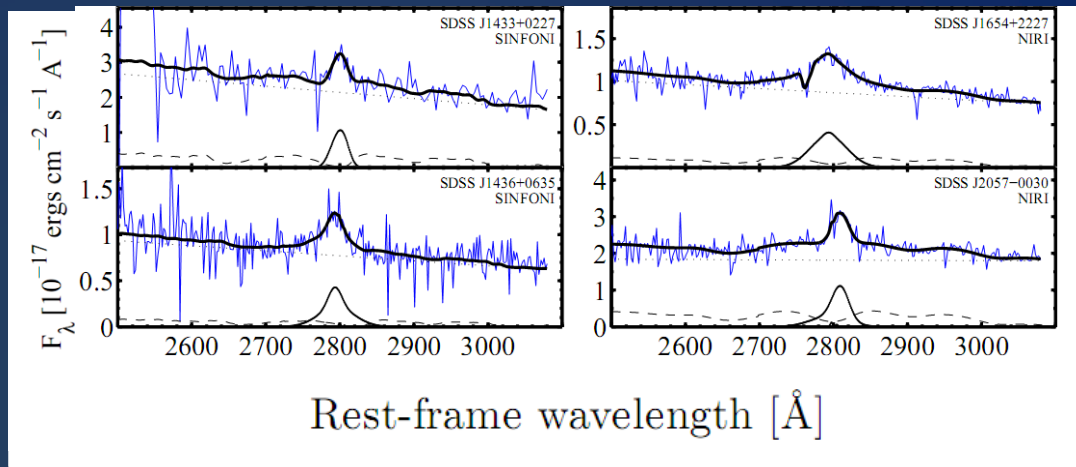 F_λ [10^−17 ergs cm^−2 s^−1 A^−1]
SDSS J1433+0227
SINFONI
4
3
2
1
SDSS J1654+2227
NIRI
1.5
1
0.5
SDSS J1436+0635
SINFONI
1.5
1
0.5
0
2600 2700 2800 2900 3000
SDSS J2057−0030
NIRI
4
3
2
1
0
2600 2700 2800 2900 3000
Rest-frame wavelength [Å]